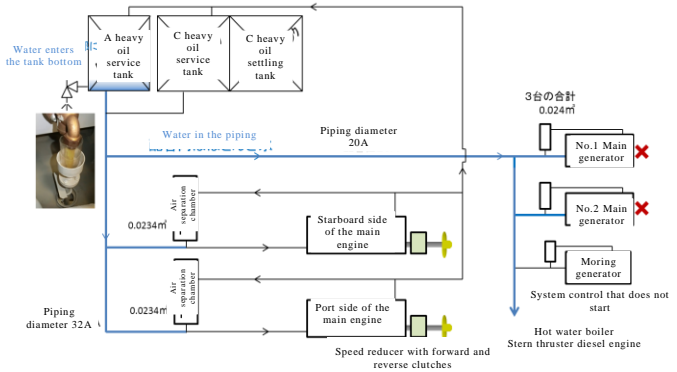 Water enters
the tank bottom
A heavy
oil
service
tank
C heavy
oil
service
tank
C heavy
oil
settling
tank
3台の合計
0.024㎥
Water in the piping
Piping diameter
20A
No.1 Main
generator
No.2 Main
generator
Moring
generator
System control that does not
start
Hot water boiler
Stern thruster diesel engine
Air
separation
chamber
0.0234㎥
Starboard side
of the main
engine
Air
separation
chamber
0.0234㎥
Port side of the
main engine
Piping
diameter 32A
Speed reducer with forward and
reverse clutches